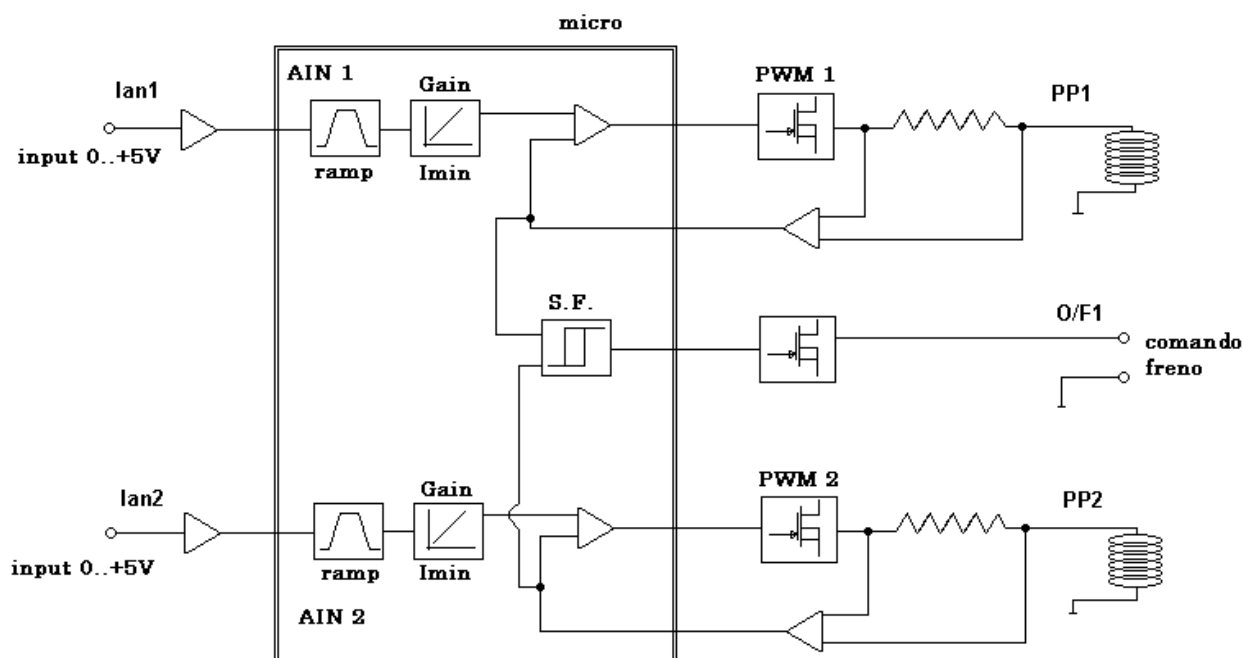 micro
AIN 1
Ian1
input 0..+5V
ramp
Gain
Imin
PWM 1
PP1
S.F.
O/F1
comando
freno
Ian2
input 0..+5V
ramp
Gain
Imin
AIN 2
PWM 2
PP2